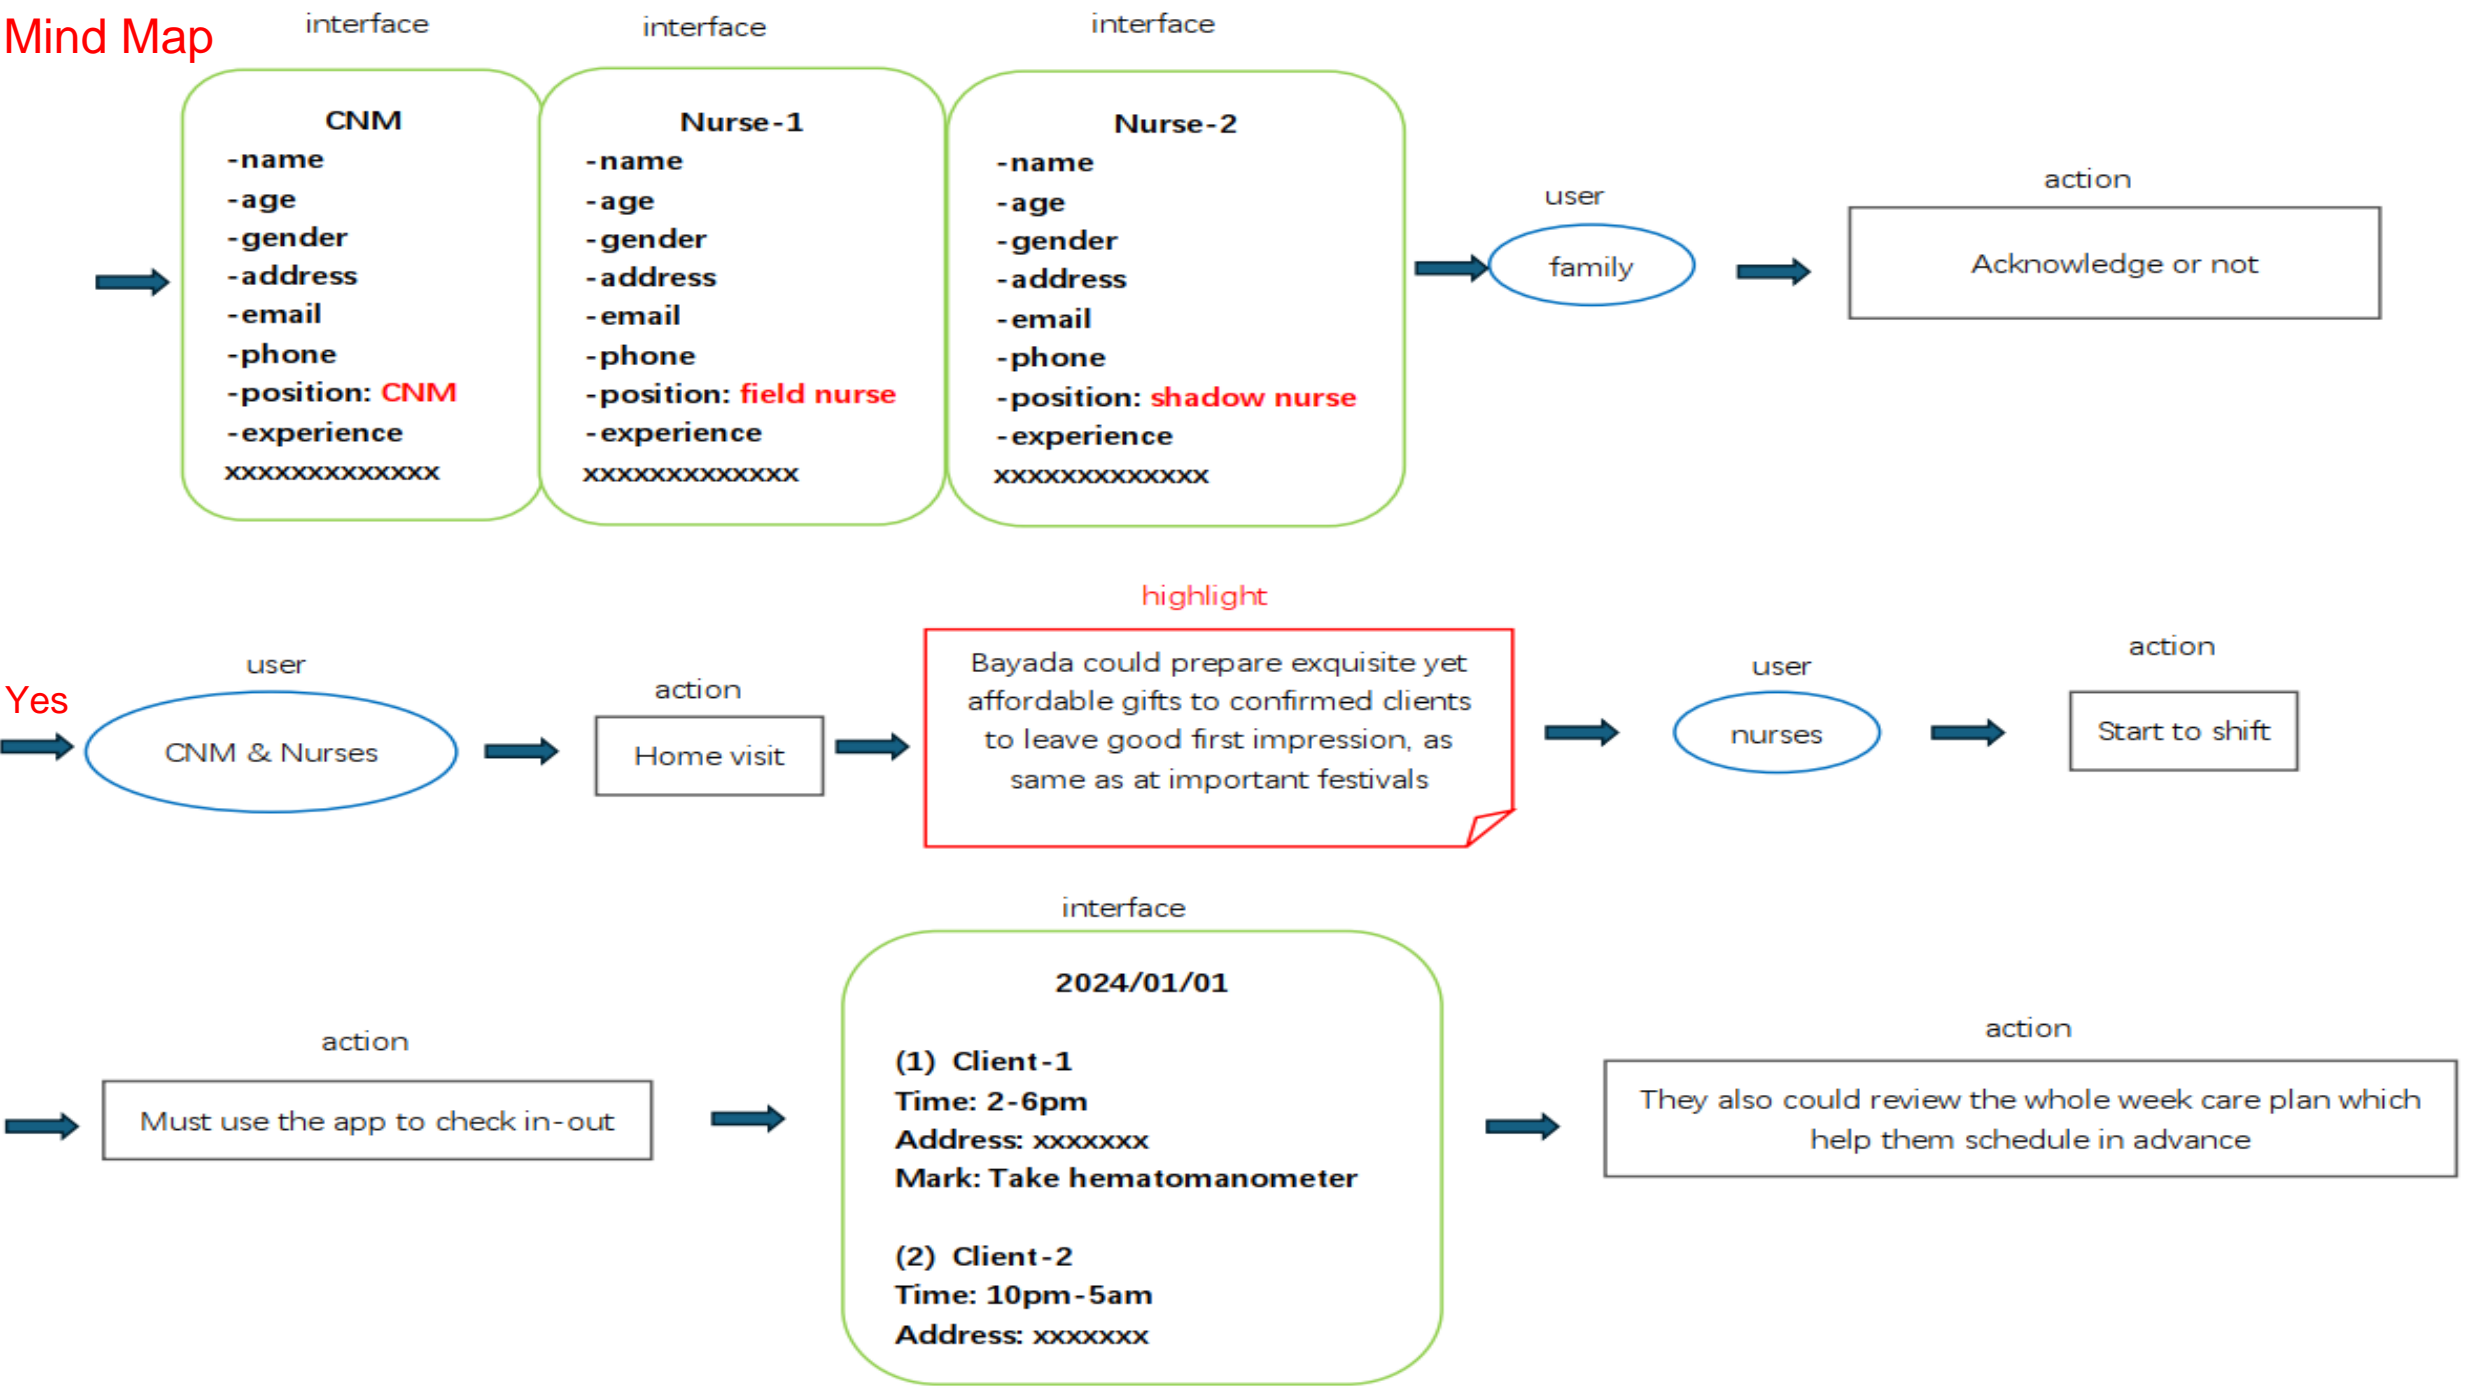 Mind Map
interface
interface
interface
CNM
-name
-age
-gender
-address
-email
-phone
-position: CNM
-experience
xxxxxxxxxxxxx
Nurse-1
-name
-age
-gender
-address
-email
-phone
-position: field nurse
-experience
xxxxxxxxxxxxx
Nurse-2
-name
-age
-gender
-address
-email
-phone
-position: shadow nurse
-experience
xxxxxxxxxxxxx
user
family
action
Acknowledge or not
Yes
user
CNM & Nurses
action
Home visit
highlight
Bayada could prepare exquisite yet
affordable gifts to confirmed clients
to leave good first impression, as
same as at important festivals
user
nurses
action
Start to shift
action
Must use the app to check in-out
interface
2024/01/01
(1) Client-1
Time: 2-6pm
Address: xxxxxxx
Mark: Take hematomanometer
(2) Client-2
Time: 10pm-5am
Address: xxxxxxx
action
They also could review the whole week care plan which
help them schedule in advance